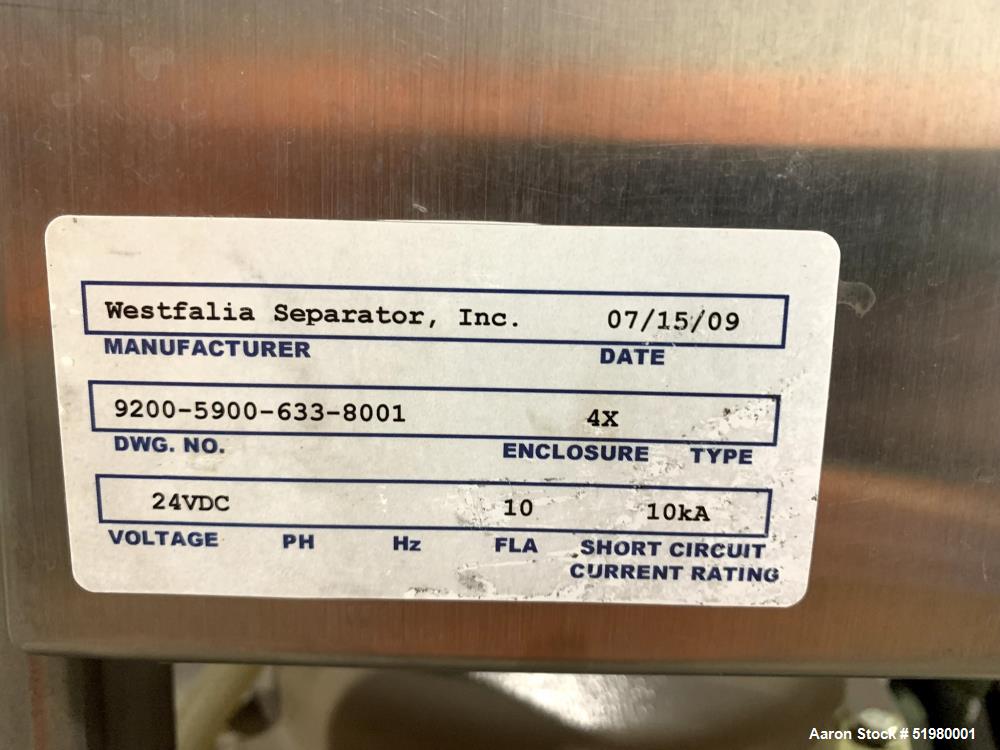 Westfalia Separator, Inc. 07/15/09
MANUFACTURER DATE
9200-5900-633-8001 4X
DWG. NO. ENCLOSURE TYPE
24VDC 10 10kA
VOLTAGE PH Hz FLA SHORT CIRCUIT
CURRENT RATING
Aaron Stock # 51980001